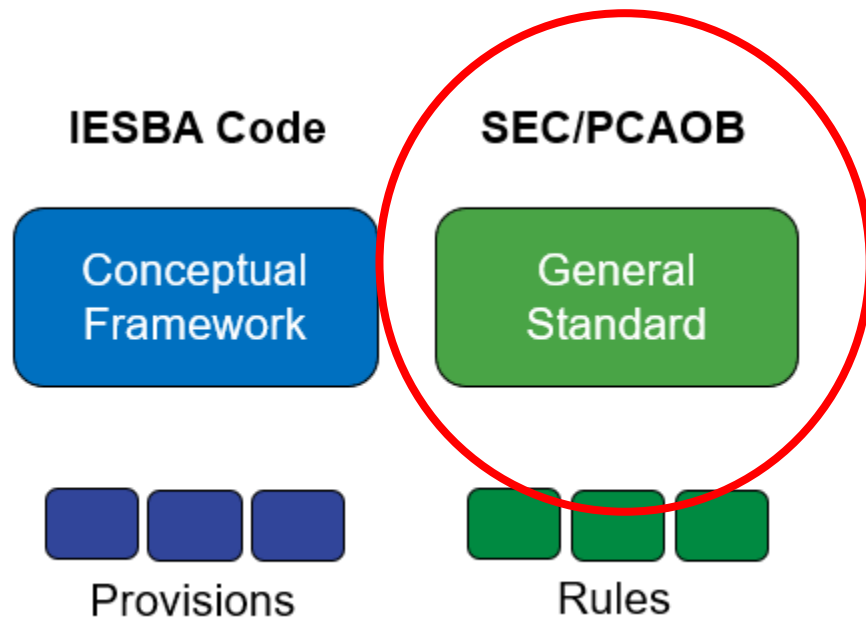 IESBA Code
SEC/PCAOB
Conceptual
Framework
General
Standard
Provisions
Rules